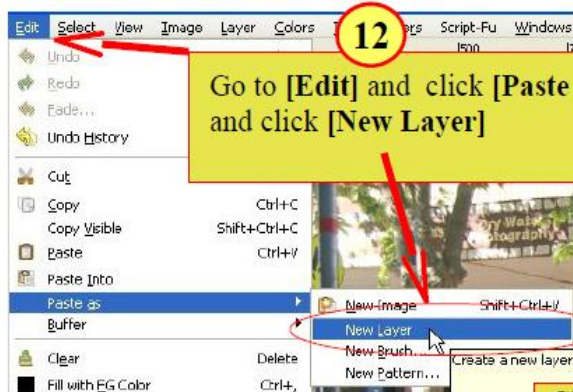 Edit Select View Image Layer Colors ers Script-Fu Windows
12
1500
Undo
Redo
Fade...
Undo History
Go to [Edit] and click [Paste
and click [New Layer]
Cut
Copy Ctrl+C
Copy Visible Shift+Ctrl+C
Paste Ctrl+V
Paste Into
Paste as
New Image Shift+Ctrl+V
Buffer
New Layer
Clear Delete
New Brush...
Create a new layer
Fill with FG Color Ctrl+,
New Pattern...